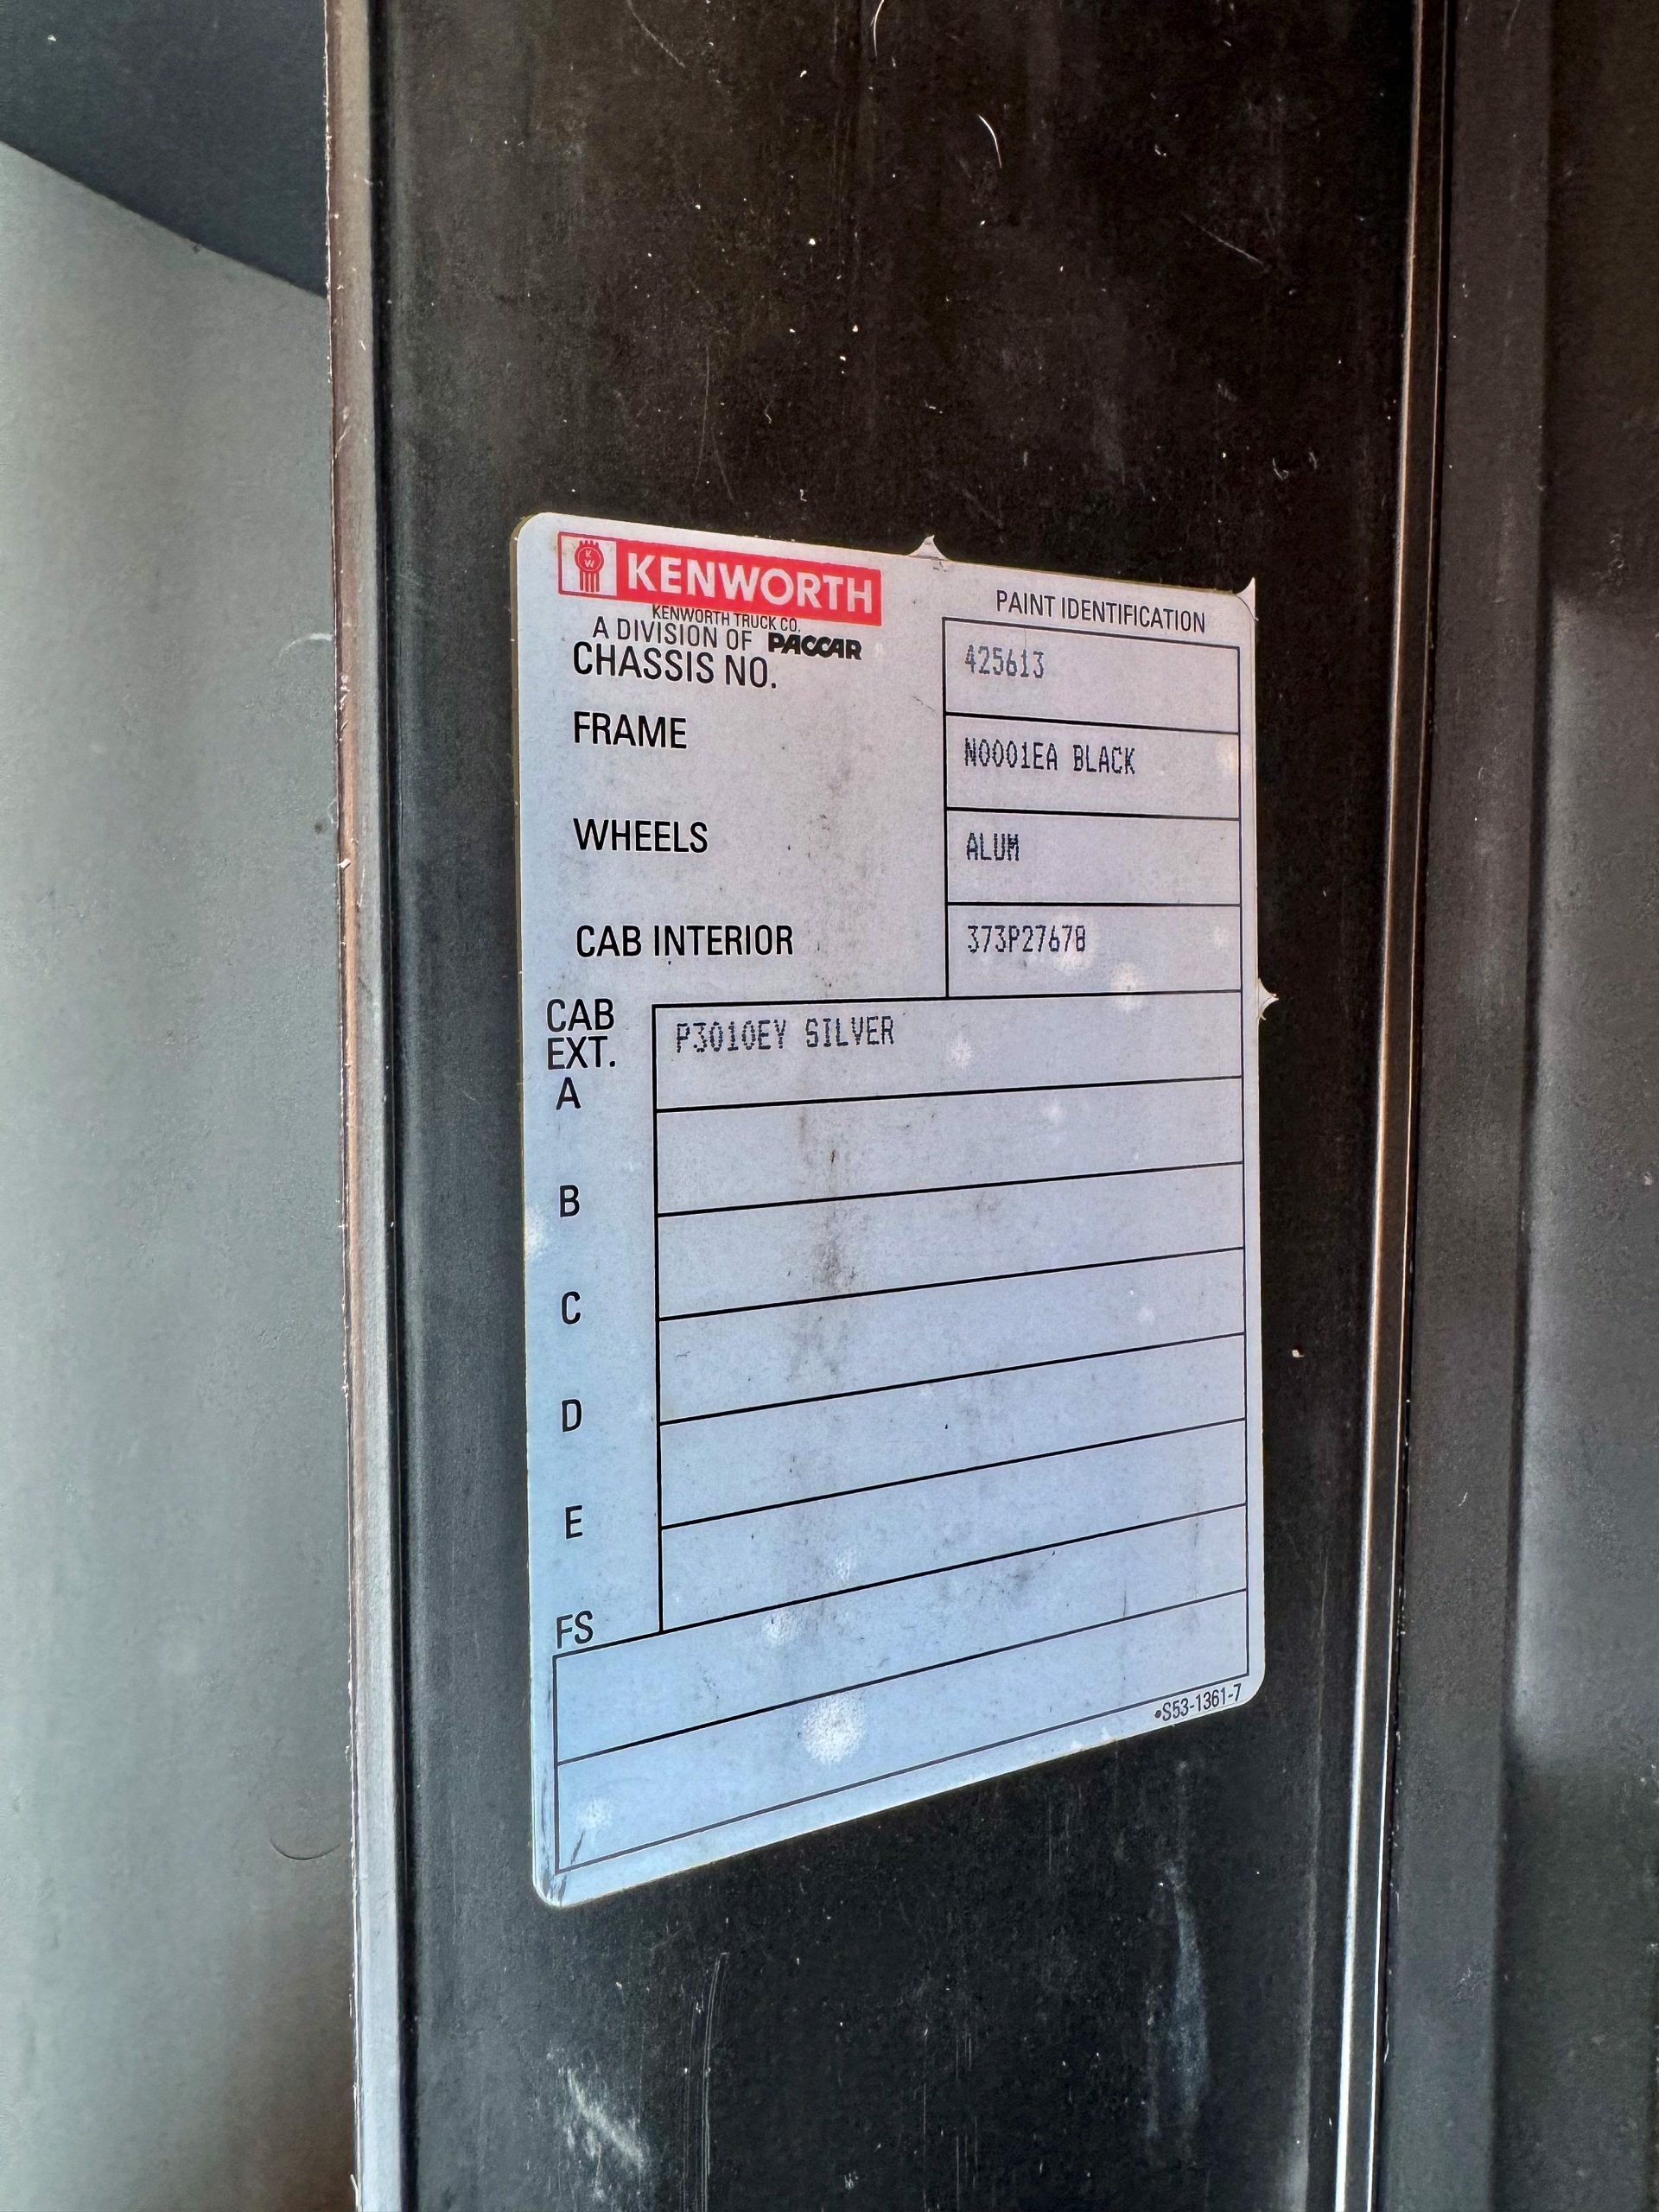 KW KENWORTH
KENWORTH TRUCK CO.
A DIVISION OF PACCAR
PAINT IDENTIFICATION
CHASSIS NO. 425613
FRAME N0001EA BLACK
WHEELS ALUM
CAB INTERIOR 373P27678
CAB
EXT.
A P3010EY SILVER
B
C
D
E
FS
•S53-1361-7